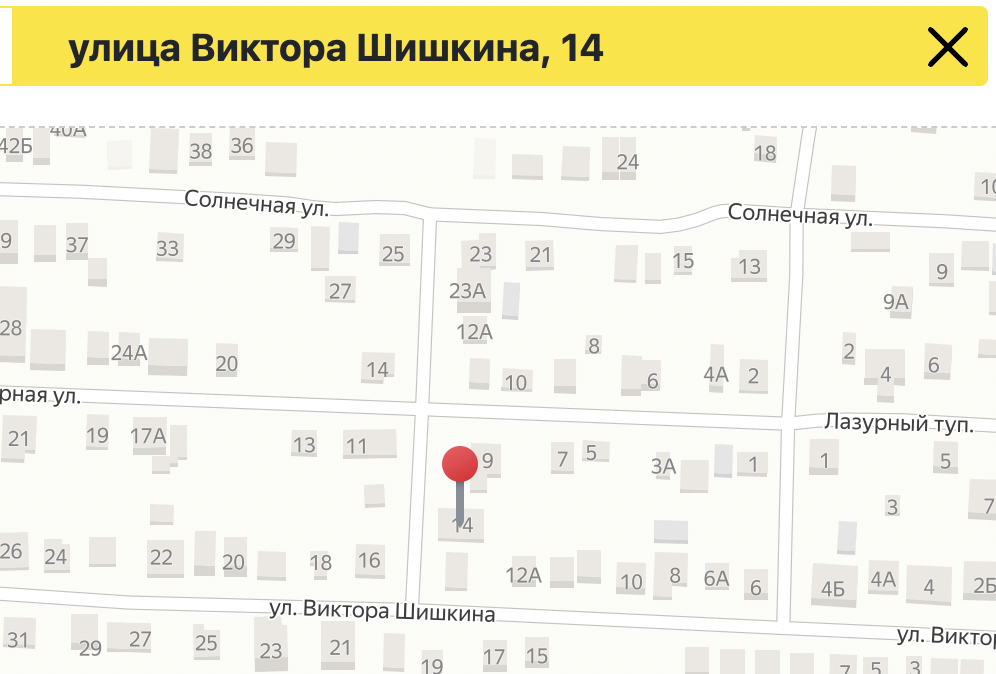 улица Виктора Шишкина, 14
42Б
40А
38
36
24
18
10
Солнечная ул.
Солнечная ул.
9
37
33
29
25
23
21
15
13
9
27
23А
9А
28
12А
24А
20
14
8
10
6
4А
2
2
4
6
рная ул.
Лазурный туп.
21
19
17А
13
11
9
7
5
3А
1
1
5
14
3
7
26
24
22
20
18
16
12А
10
8
6А
6
4Б
4А
4
2Б
ул. Виктора Шишкина
ул. Виктор
31
29
27
25
23
21
19
17
15
7
5
3